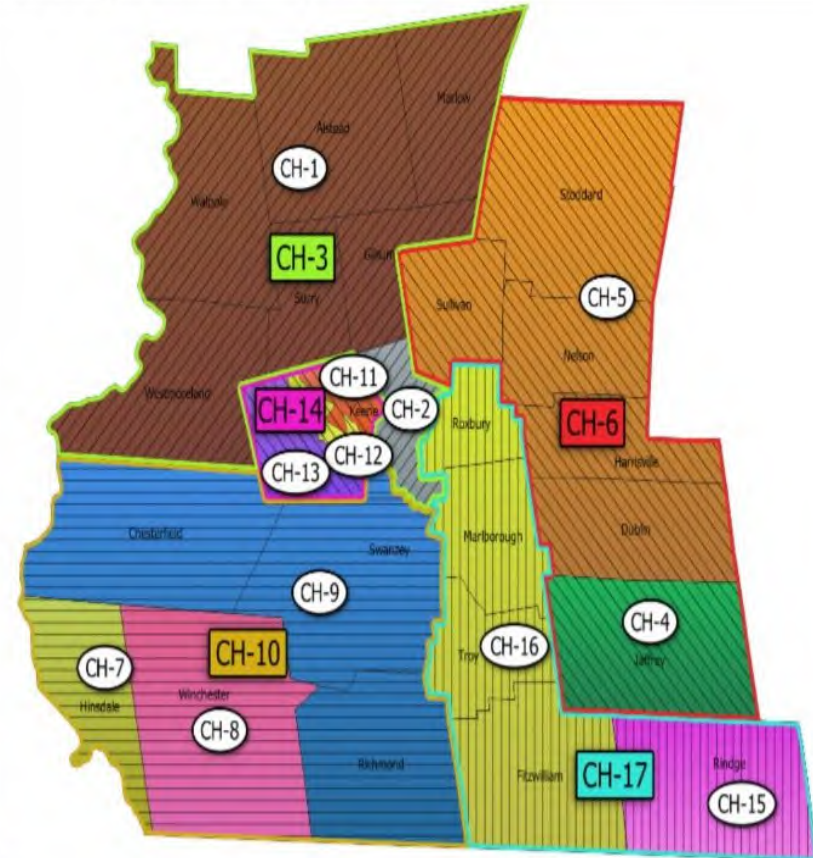 Marlow
Alstead
CH-1
Stoddard
Walpole
CH-3
Gilsum
Surry
CH-5
Sullivan
Nelson
CH-11
Westmoreland
CH-14
Keene
CH-2
Roxbury
CH-6
CH-12
CH-13
Harrisville
Chesterfield
Swanzey
Marlborough
Dublin
CH-9
CH-4
CH-10
CH-16
CH-7
Troy
Jaffrey
Hinsdale
Winchester
CH-8
Richmond
Fitzwilliam
CH-17
Rindge
CH-15